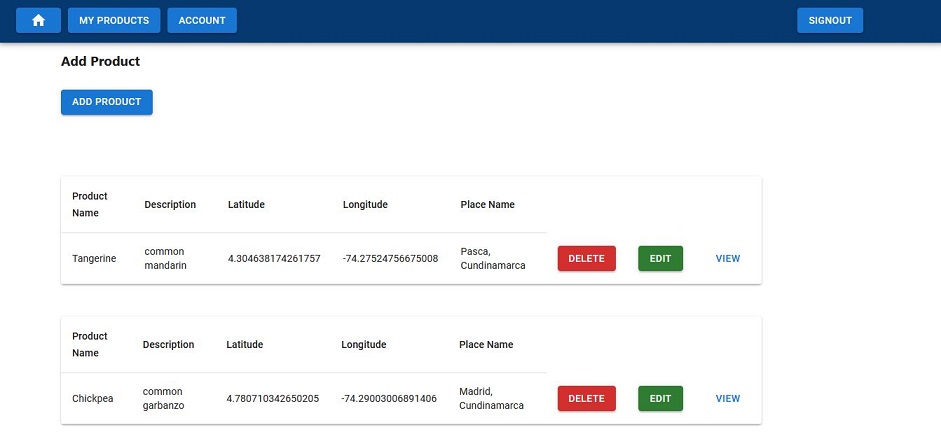 MY PRODUCTS ACCOUNT SIGNOUT
Add Product
ADD PRODUCT
Product Name Description Latitude Longitude Place Name
Tangerine common mandarin 4.304638174261757 -74.27524756675008 Pasca, Cundinamarca DELETE EDIT VIEW
Product Name Description Latitude Longitude Place Name
Chickpea common garbanzo 4.780710342650205 -74.29003006891406 Madrid, Cundinamarca DELETE EDIT VIEW